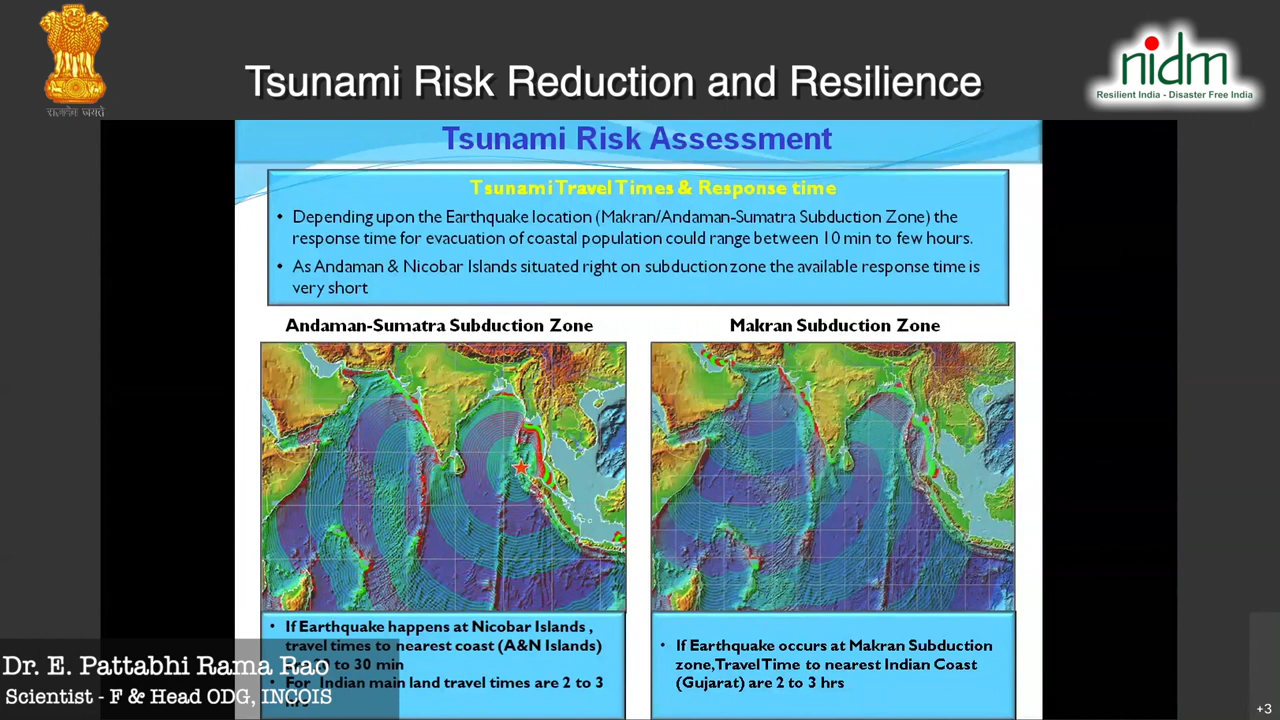 सत्यमेव जयते
Tsunami Risk Reduction and Resilience
nidm
Resilient India - Disaster Free India
Tsunami Risk Assessment
Tsunami Travel Times & Response time
• Depending upon the Earthquake location (Makran/Andaman-Sumatra Subduction Zone) the
response time for evacuation of coastal population could range between 10 min to few hours.
• As Andaman & Nicobar Islands situated right on subduction zone the available response time is
very short
Andaman-Sumatra Subduction Zone
Makran Subduction Zone
• If Earthquake happens at Nicobar Islands ,
travel times to nearest coast (A&N Islands)
to 30 min
• For Indian main land travel times are 2 to 3
• If Earthquake occurs at Makran Subduction
zone,Travel Time to nearest Indian Coast
(Gujarat) are 2 to 3 hrs
Dr. E. Pattabhi Rama Rao
Scientist - F & Head ODG, INCOIS
+3